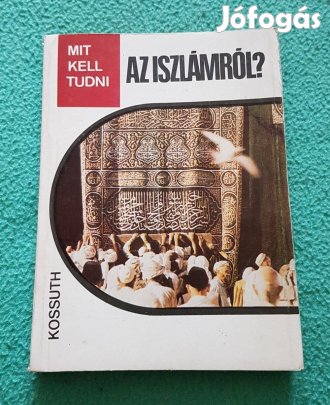 Jófogás
MIT
KELL
TUDNI
AZ ISZLÁMRÓL?
KOSSUTH